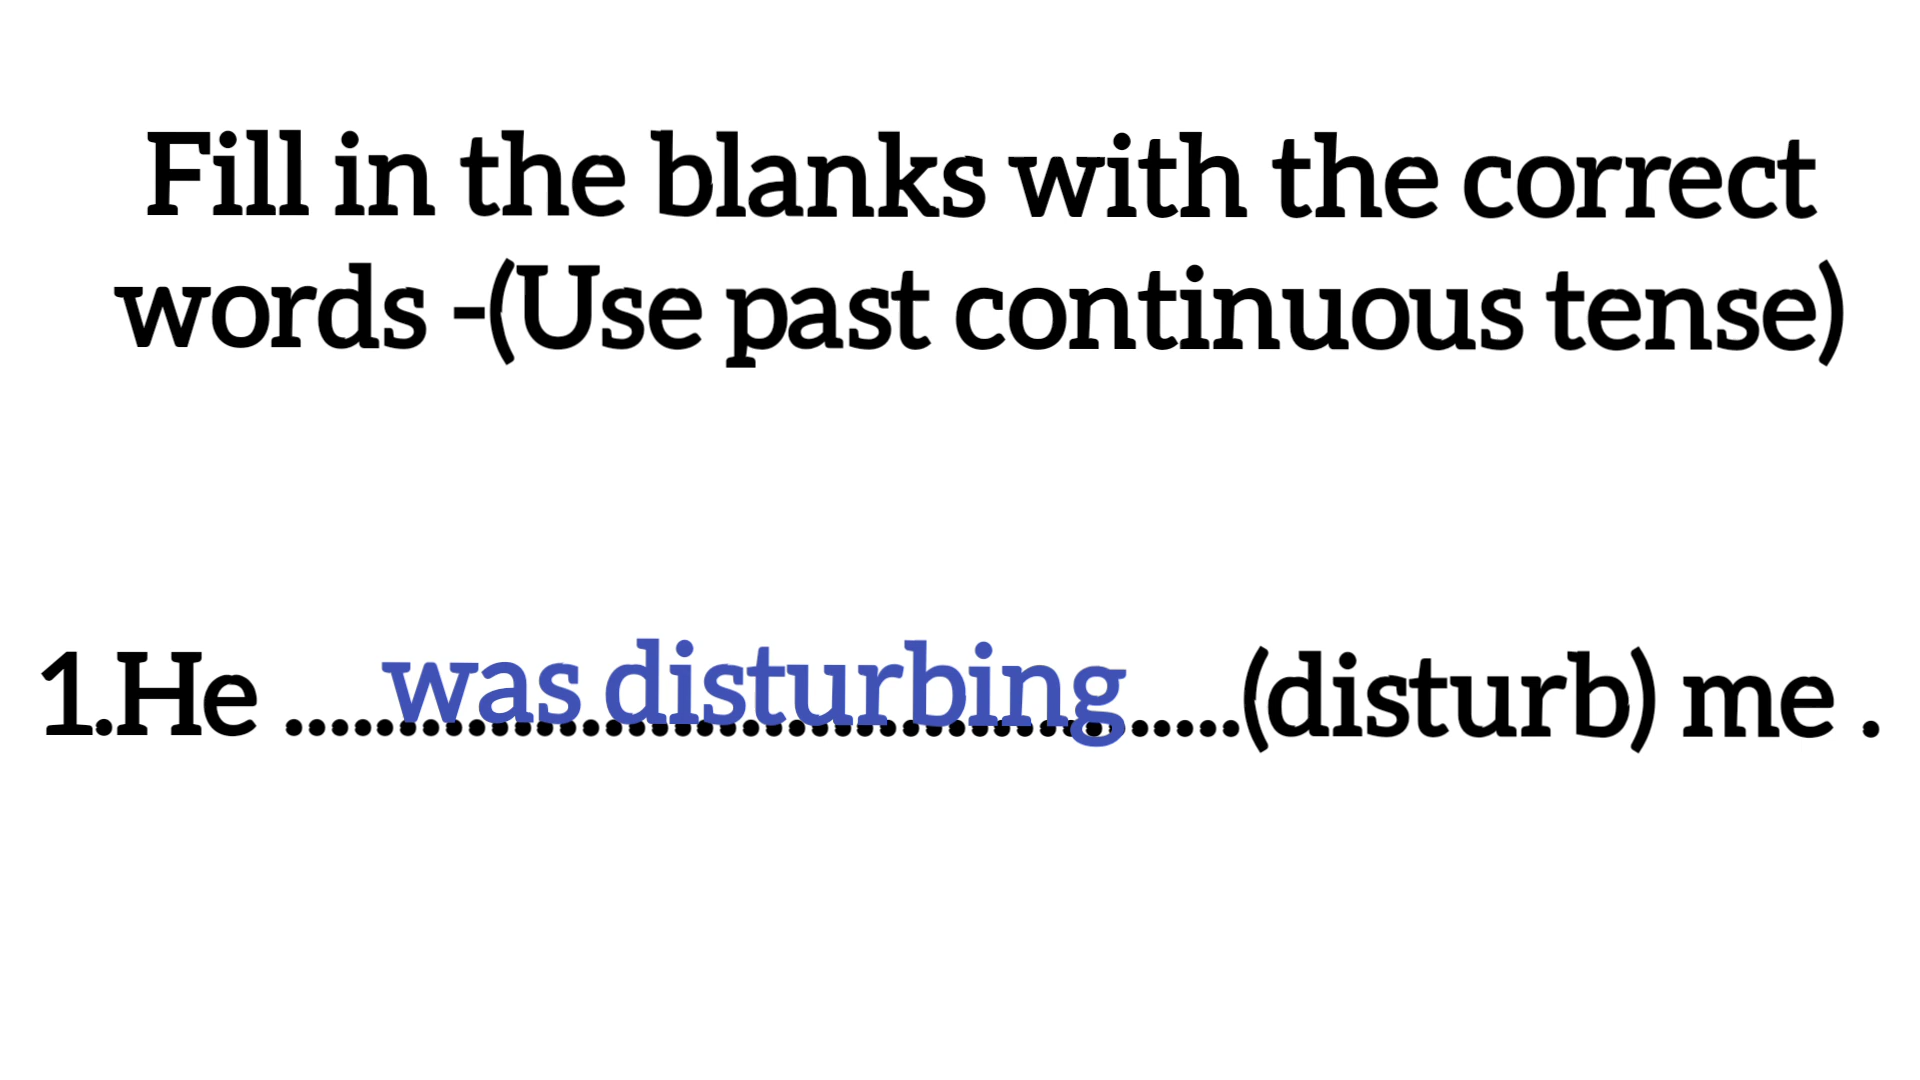 Fill in the blanks with the correct
words -(Use past continuous tense)
1.He ....was disturbing.....(disturb) me .